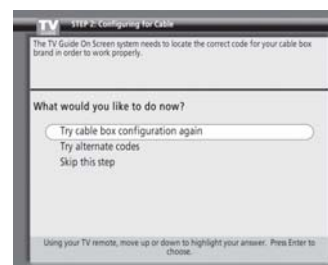 TV STEP 2: Configuring for Cable
The TV Guide On Screen system needs to locate the correct code for your cable box
brand in order to work properly.
What would you like to do now?
Try cable box configuration again
Try alternate codes
Skip this step
Using your TV remote, move up or down to highlight your answer. Press Enter to
choose.